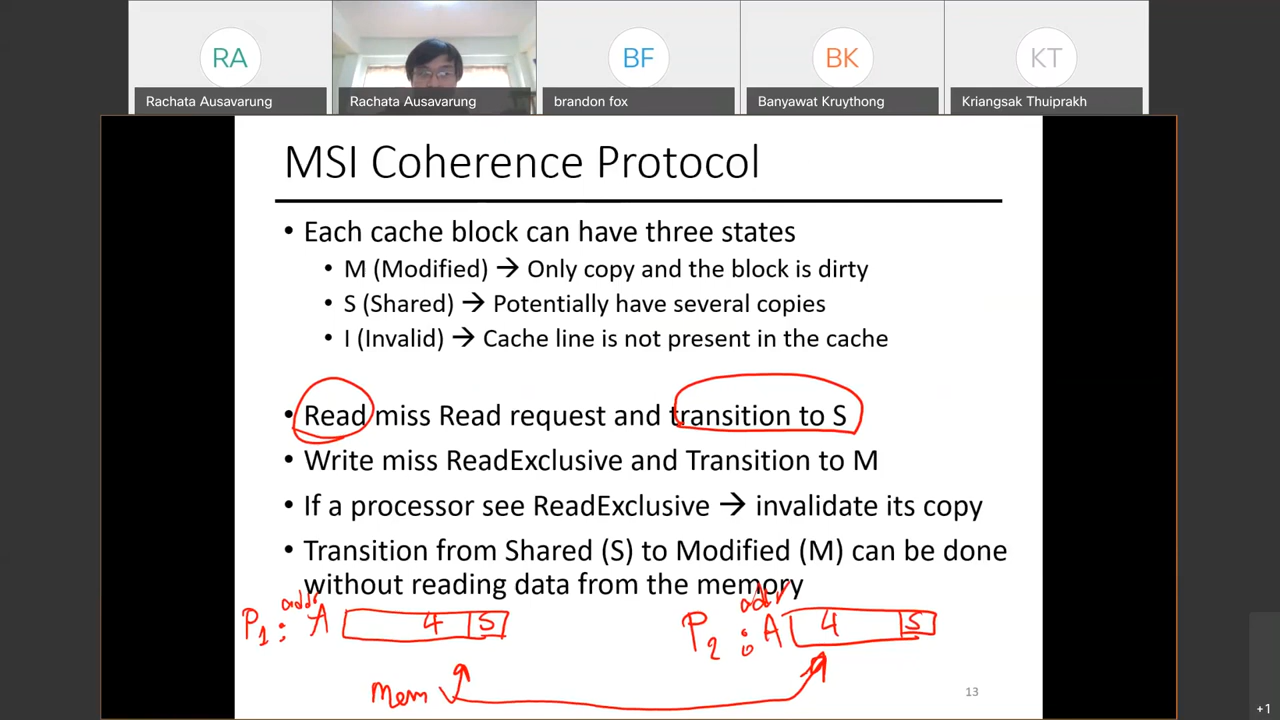 RA
BF
BK
KT
Rachata Ausavarung
Rachata Ausavarung
brandon fox
Banyawat Kruythong
Kriangsak Thuiprakh
MSI Coherence Protocol
• Each cache block can have three states
• M (Modified) → Only copy and the block is dirty
• S (Shared) → Potentially have several copies
• I (Invalid) → Cache line is not present in the cache
• Read miss Read request and transition to S
• Write miss ReadExclusive and Transition to M
• If a processor see ReadExclusive → invalidate its copy
• Transition from Shared (S) to Modified (M) can be done
without reading data from the memory
addr addr
P1 : A 4 S P2 : A 4 S
Mem
13
+1